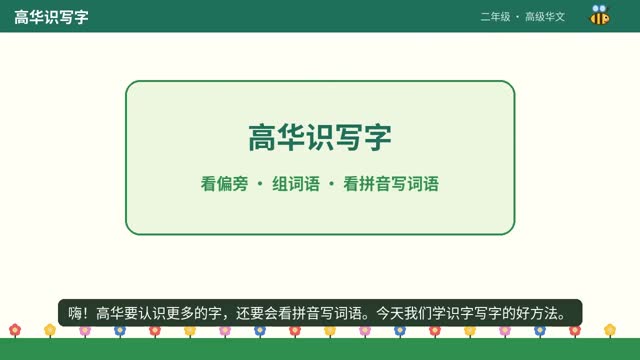 高华识写字
二年级 · 高级华文
高华识写字
看偏旁 · 组词语 · 看拼音写词语
嗨！高华要认识更多的字，还要会看拼音写词语。今天我们学识字写字的好方法。